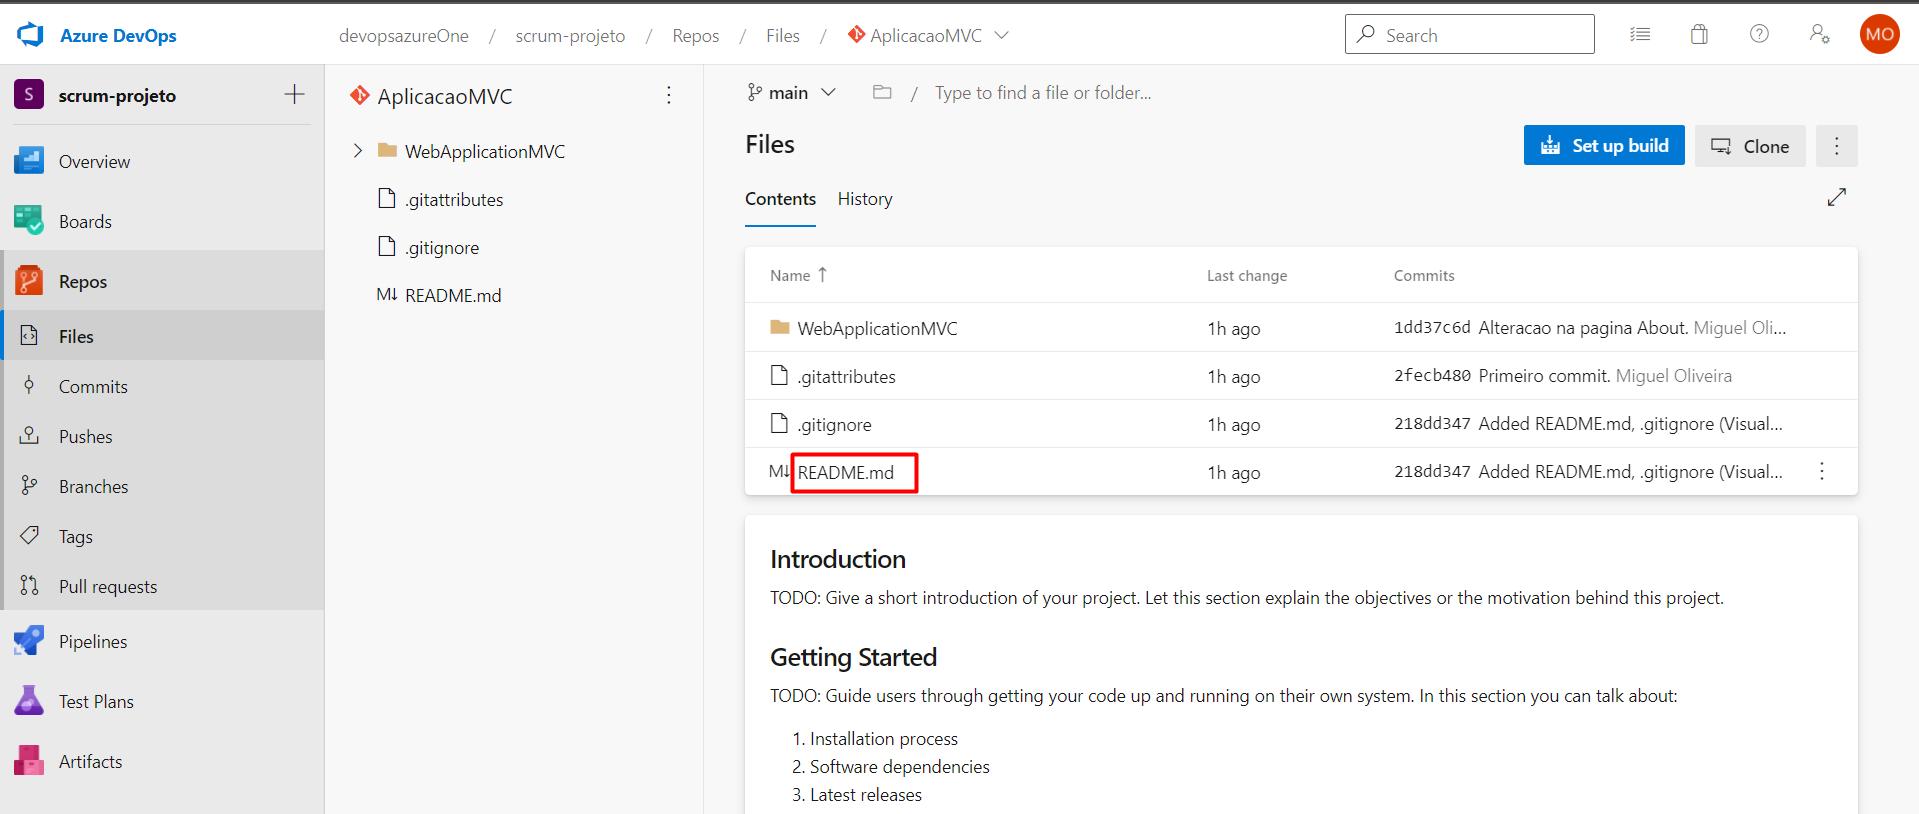 Azure DevOps
devopsazureOne / scrum-projeto / Repos / Files / AplicacaoMVC
Search
MO
S scrum-projeto
Overview
Boards
Repos
Files
Commits
Pushes
Branches
Tags
Pull requests
Pipelines
Test Plans
Artifacts
AplicacaoMVC
WebApplicationMVC
.gitattributes
.gitignore
M↓ README.md
main / Type to find a file or folder...
Files
Set up build
Clone
Contents History
Name ↑ Last change Commits
WebApplicationMVC 1h ago 1dd37c6d Alteracao na pagina About. Miguel Oli...
.gitattributes 1h ago 2fecb480 Primeiro commit. Miguel Oliveira
.gitignore 1h ago 218dd347 Added README.md, .gitignore (Visual...
M↓ README.md 1h ago 218dd347 Added README.md, .gitignore (Visual...
Introduction
TODO: Give a short introduction of your project. Let this section explain the objectives or the motivation behind this project.
Getting Started
TODO: Guide users through getting your code up and running on their own system. In this section you can talk about:
1. Installation process
2. Software dependencies
3. Latest releases